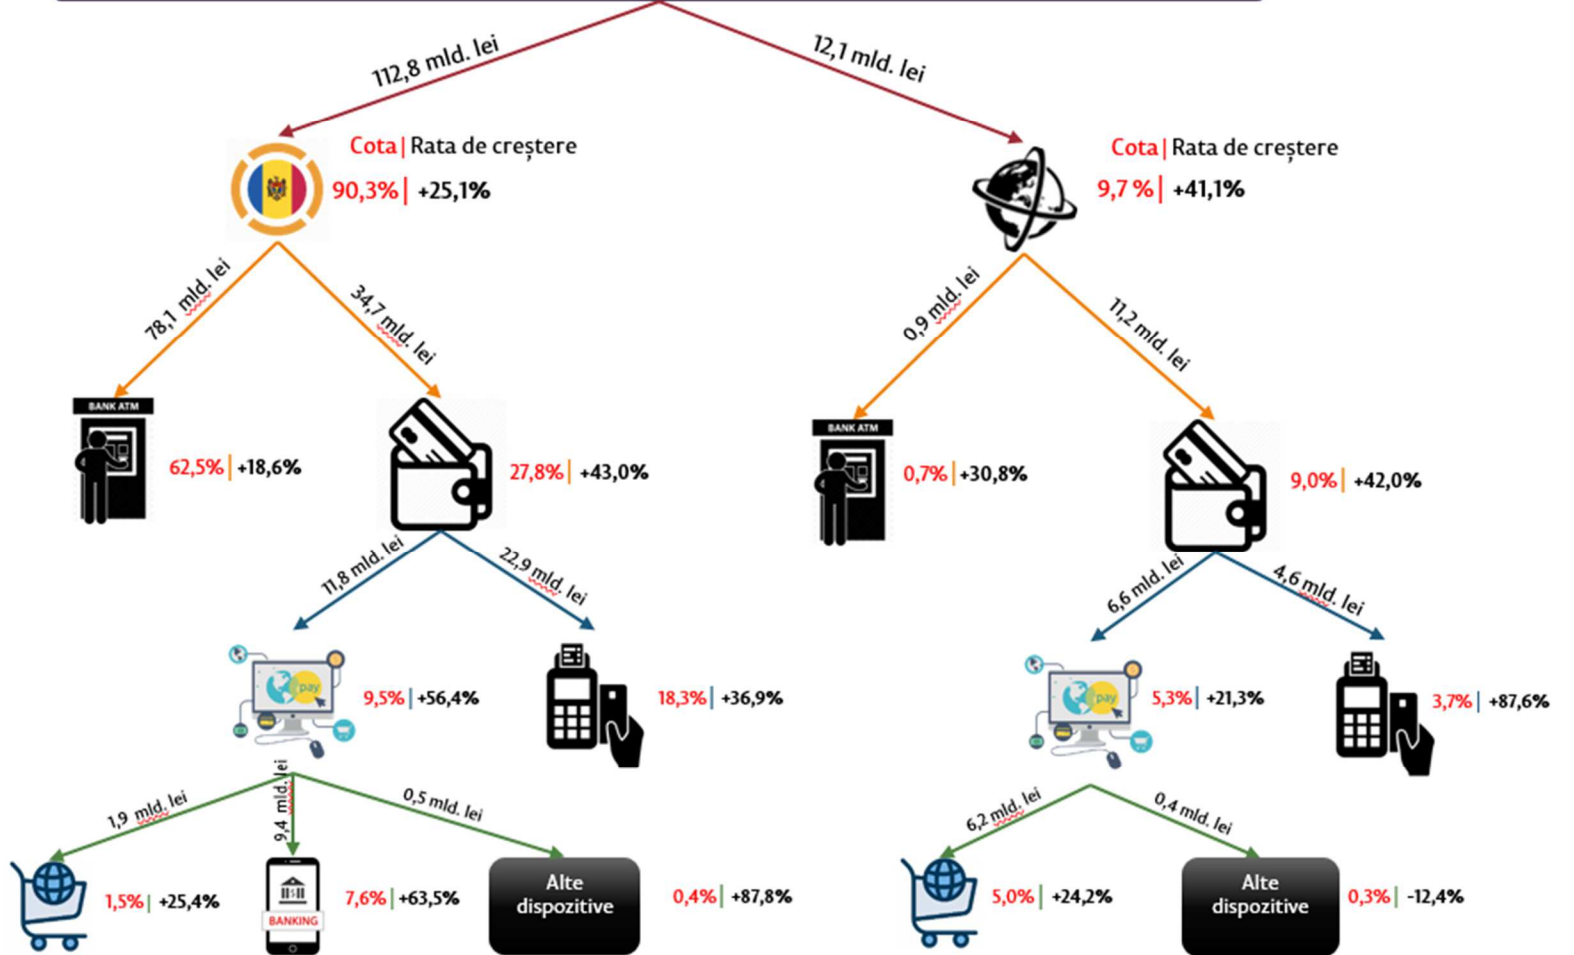 112,8 mld. lei
12,1 mld. lei
Cota | Rata de creștere
90,3% | +25,1%
Cota | Rata de creștere
9,7 % | +41,1%
78,1 mld. lei
34,7 mld. lei
0,9 mld. lei
11,2 mld. lei
BANK ATM
62,5% | +18,6%
27,8% | +43,0%
BANK ATM
0,7% | +30,8%
9,0% | +42,0%
11,8 mld. lei
22,9 mld. lei
6,6 mld. lei
4,6 mld. lei
pay
9,5% | +56,4%
18,3% | +36,9%
pay
5,3% | +21,3%
3,7% | +87,6%
1,9 mld. lei
9,4 mld. lei
0,5 mld. lei
6,2 mld. lei
0,4 mld. lei
1,5% | +25,4%
BANKING
7,6% | +63,5%
Alte
dispozitive
0,4% | +87,8%
5,0% | +24,2%
Alte
dispozitive
0,3% | -12,4%